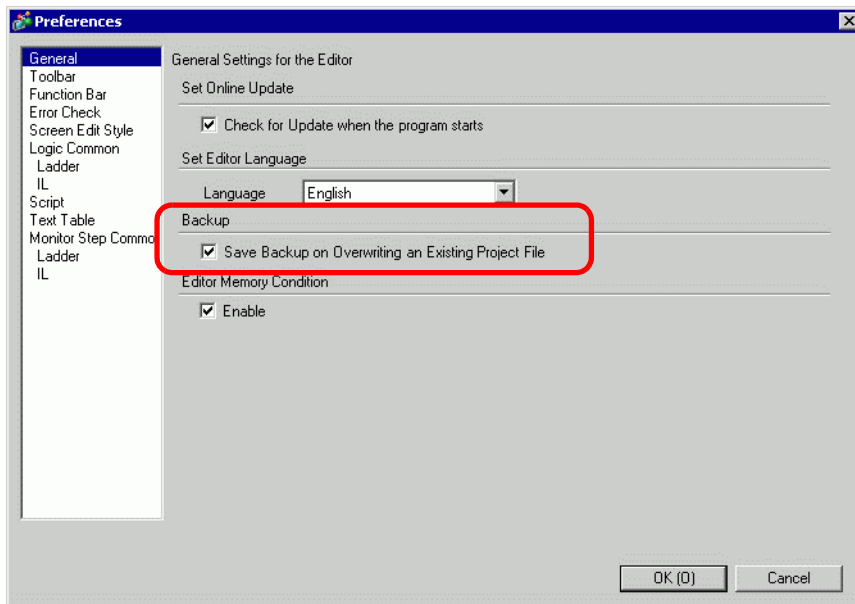 Preferences
General
Toolbar
Function Bar
Error Check
Screen Edit Style
Logic Common
Ladder
IL
Script
Text Table
Monitor Step Commo
Ladder
IL
General Settings for the Editor
Set Online Update
Check for Update when the program starts
Set Editor Language
Language English
Backup
Save Backup on Overwriting an Existing Project File
Editor Memory Condition
Enable
OK (O) Cancel